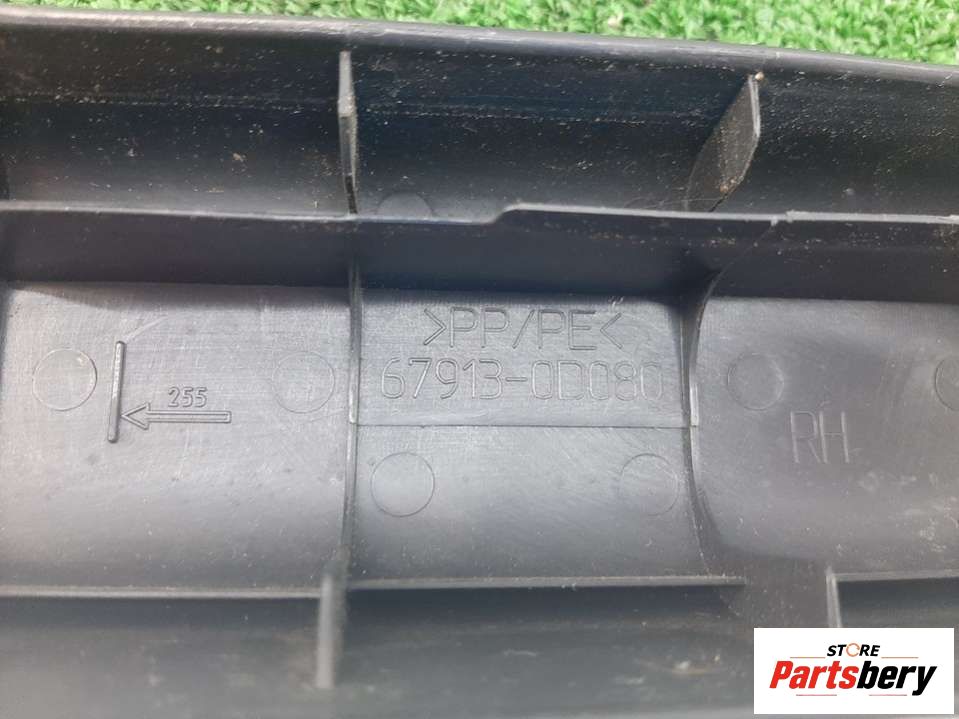 >PP/PE<
67913-0D080
255
RH
STORE
Partsbery